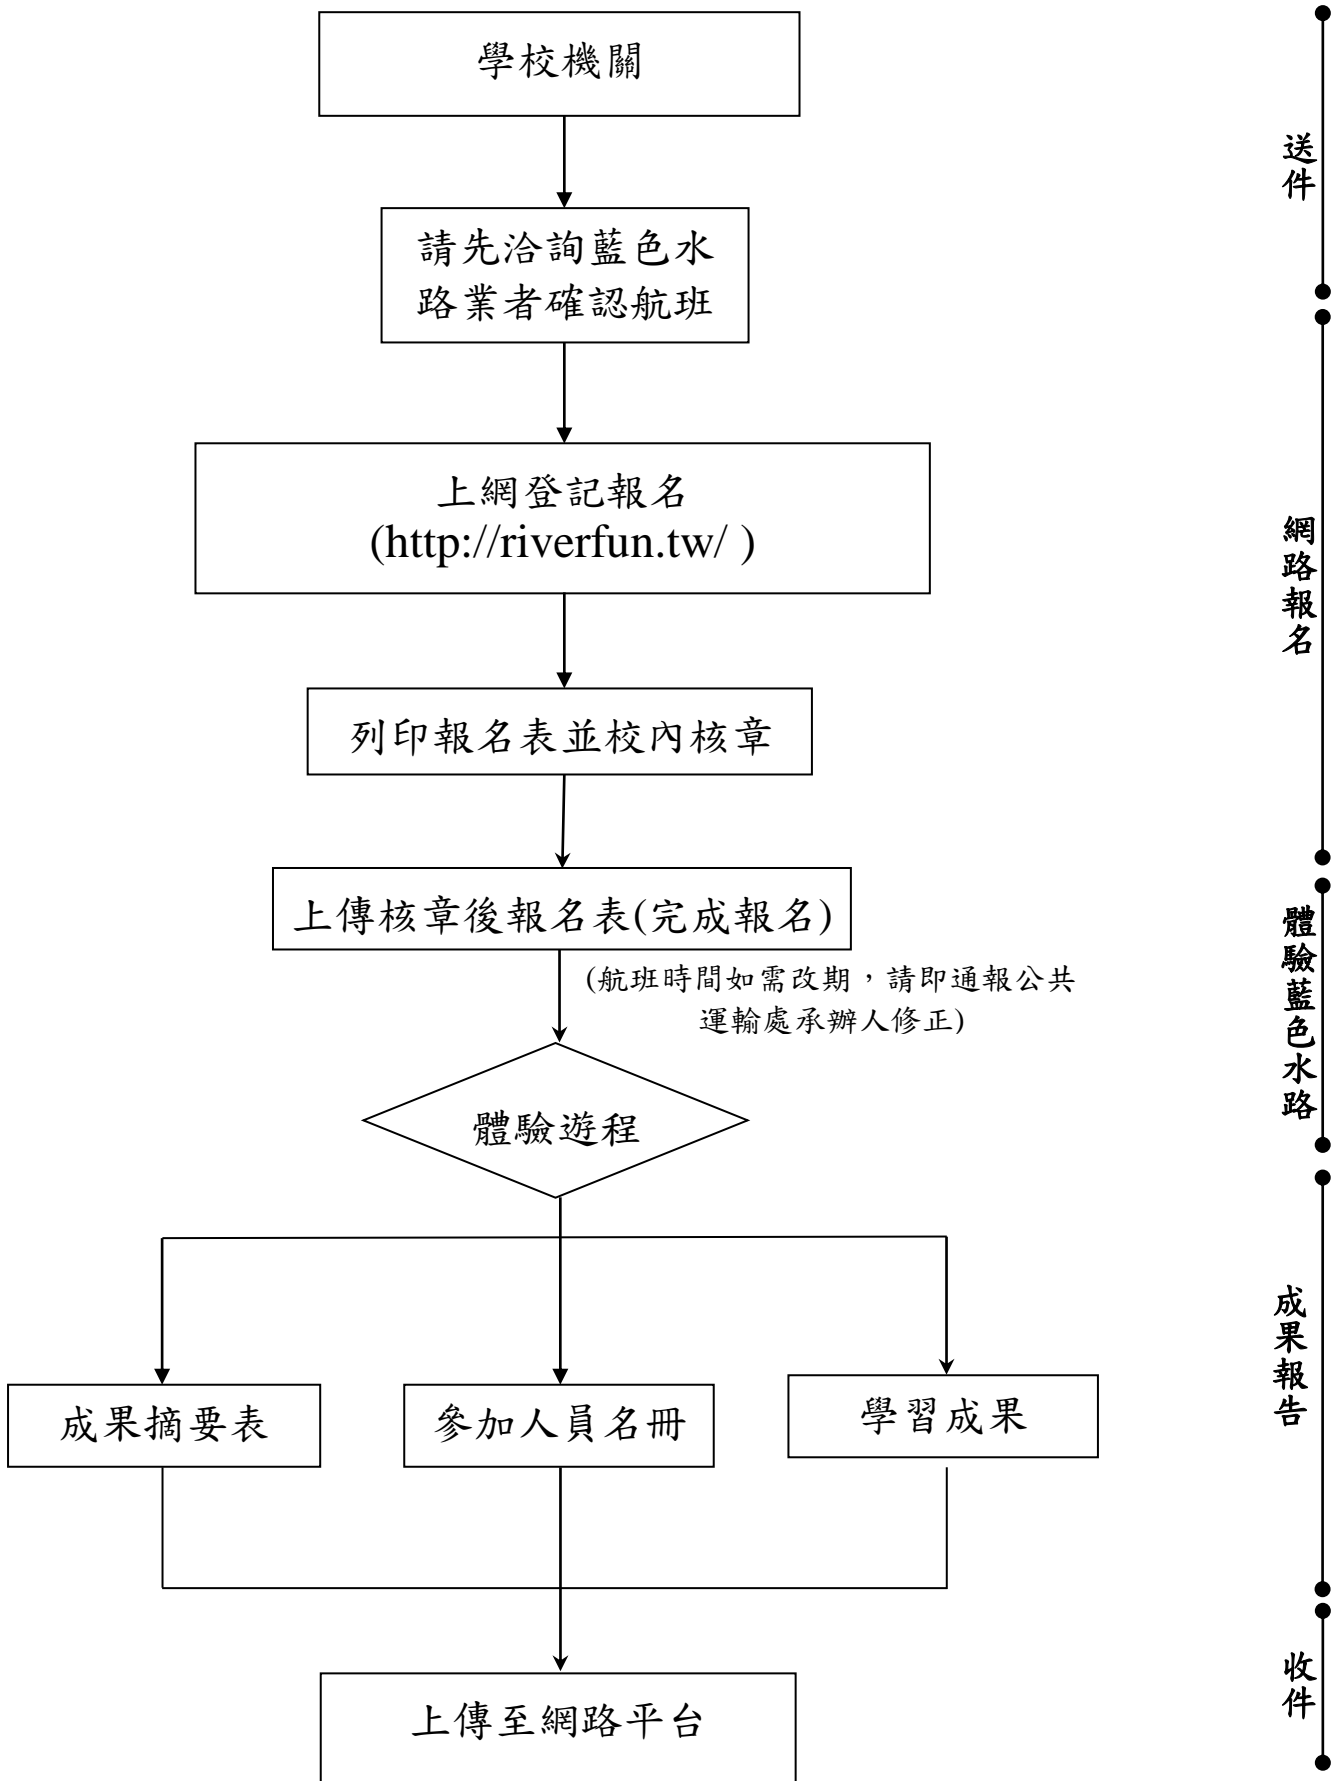 學校機關
送件
請先洽詢藍色水
路業者確認航班
上網登記報名
(http://riverfun.tw/ )
網路報名
列印報名表並校內核章
上傳核章後報名表(完成報名)
(航班時間如需改期，請即通報公共
運輸處承辦人修正)
體驗藍色水路
體驗遊程
成果報告
成果摘要表
參加人員名冊
學習成果
收件
上傳至網路平台